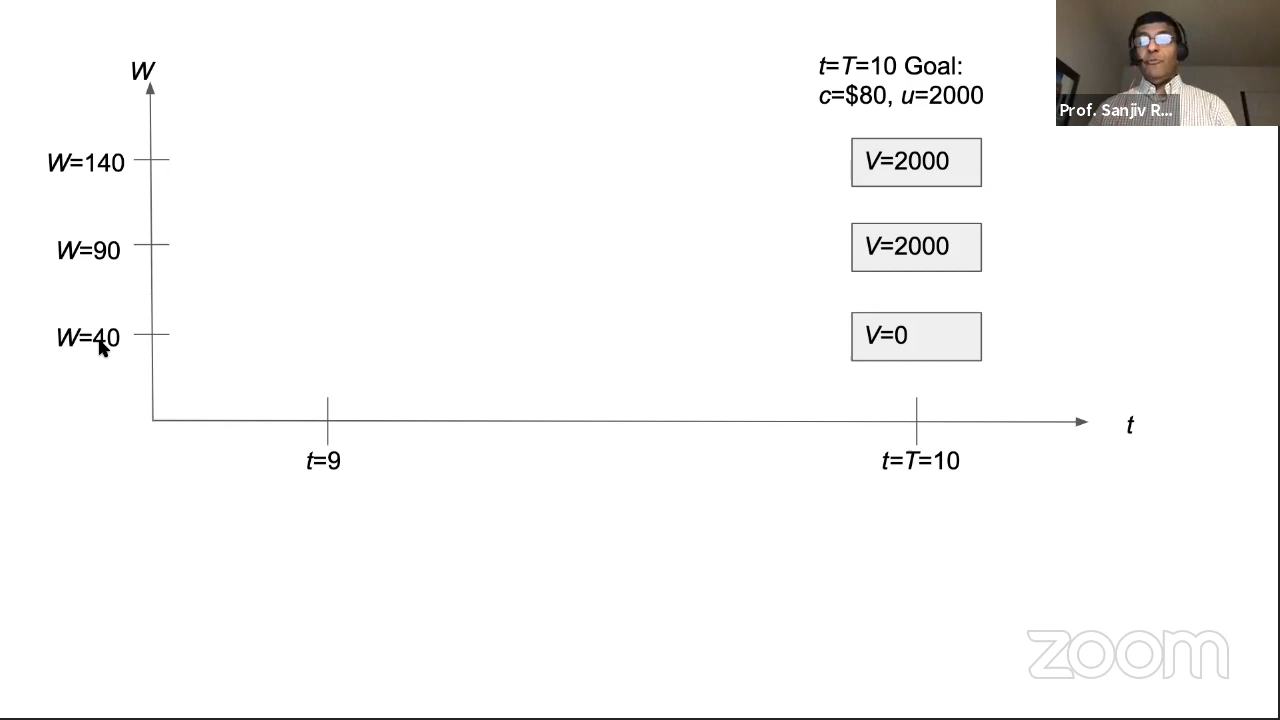 W
t=T=10 Goal:
c=$80, u=2000
Prof. Sanjiv R...
W=140
V=2000
W=90
V=2000
W=40
V=0
t
t=9
t=T=10
zoom